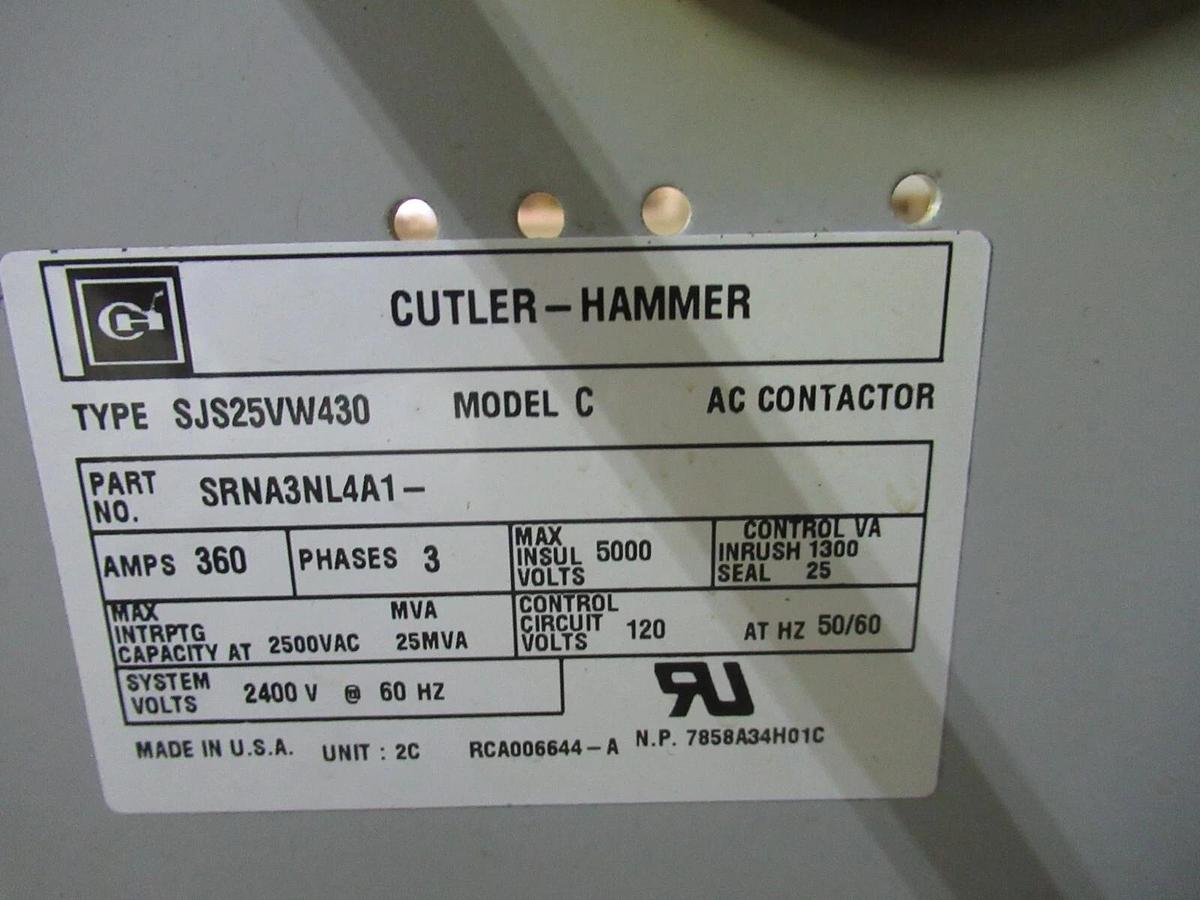 CUTLER-HAMMER
TYPE SJS25VW430 MODEL C AC CONTACTOR
PART NO. SRNA3NL4A1-
AMPS 360 PHASES 3 MAX INSUL VOLTS 5000 CONTROL VA INRUSH 1300 SEAL 25
MAX INTRPTG CAPACITY AT 2500VAC MVA 25MVA CONTROL CIRCUIT VOLTS 120 AT HZ 50/60
SYSTEM VOLTS 2400 V @ 60 HZ
MADE IN U.S.A. UNIT : 2C RCA006644-A N.P. 7858A34H01C